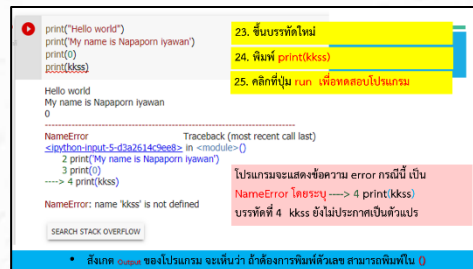 print("Hello world")
print('My name is Napaporn iyawan')
print(0)
print(kkss)
23. ขึ้นบรรทัดใหม่
24. พิมพ์ print(kkss)
25. คลิกที่ปุ่ม run เพื่อทดสอบโปรแกรม
Hello world
My name is Napaporn iyawan
0
---------------------------------------------------------------------------
NameError Traceback (most recent call last)
<ipython-input-5-d3a2614c9ee8> in <module>()
2 print('My name is Napaporn iyawan')
3 print(0)
----> 4 print(kkss)
NameError: name 'kkss' is not defined
SEARCH STACK OVERFLOW
โปรแกรมจะแสดงข้อความ error กรณีนี้ เป็น
NameError โดยระบุ ----> 4 print(kkss)
บรรทัดที่ 4 kkss ยังไม่ประกาศเป็นตัวแปร
• สังเกต Output ของโปรแกรม จะเห็นว่า ถ้าต้องการพิมพ์ตัวเลข สามารถพิมพ์ใน ()